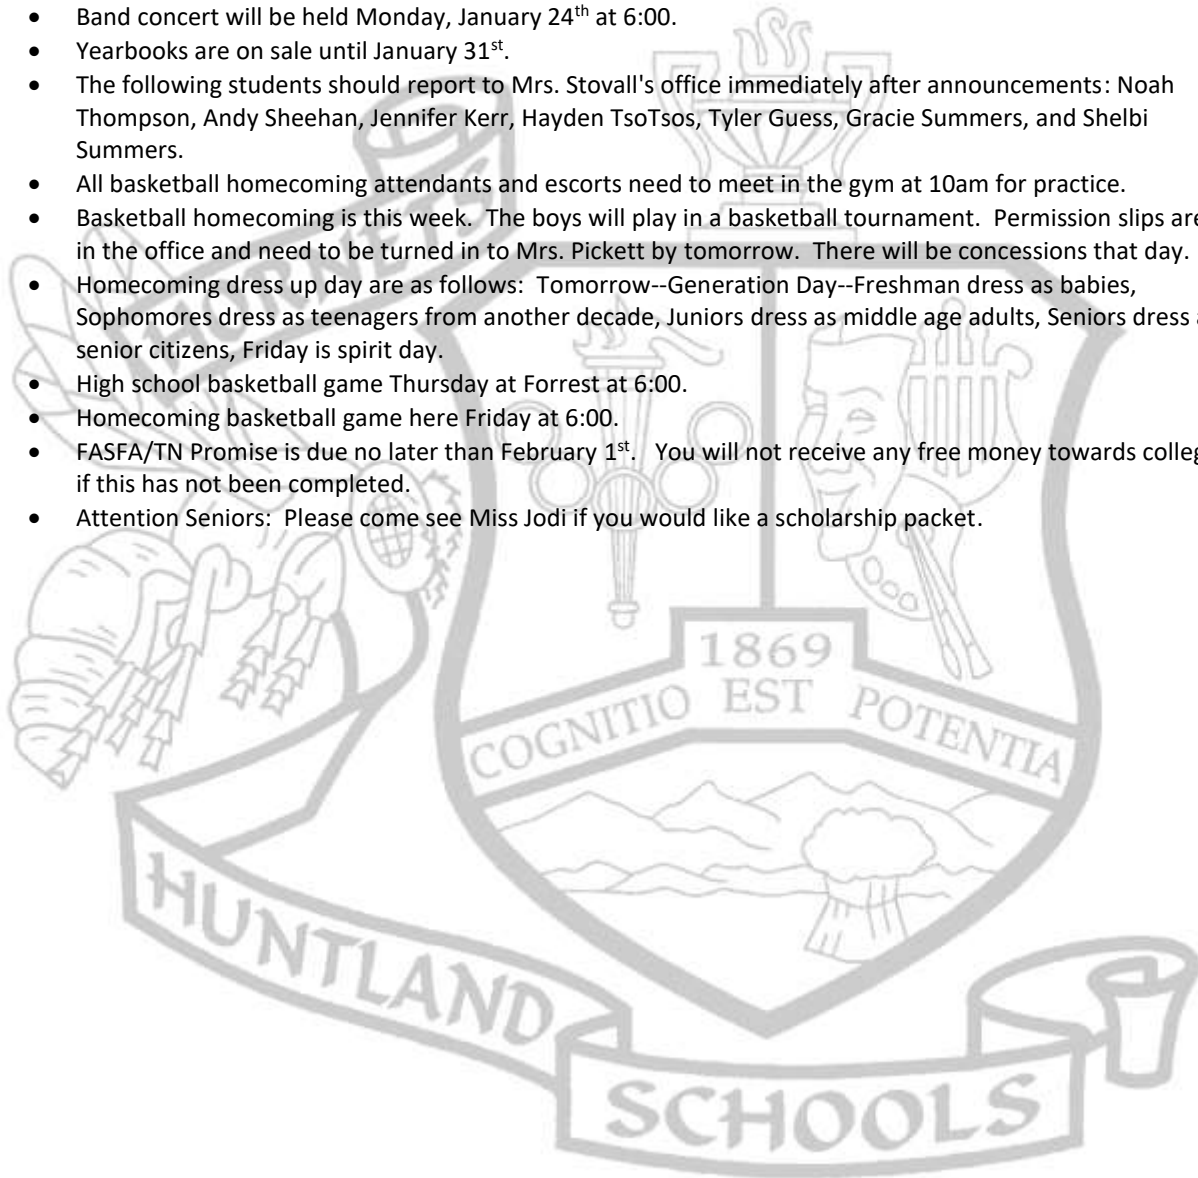 • Band concert will be held Monday, January 24th at 6:00.
• Yearbooks are on sale until January 31st.
• The following students should report to Mrs. Stovall's office immediately after announcements: Noah
Thompson, Andy Sheehan, Jennifer Kerr, Hayden TsoTsos, Tyler Guess, Gracie Summers, and Shelbi
Summers.
• All basketball homecoming attendants and escorts need to meet in the gym at 10am for practice.
• Basketball homecoming is this week.  The boys will play in a basketball tournament.  Permission slips are
in the office and need to be turned in to Mrs. Pickett by tomorrow.  There will be concessions that day.
• Homecoming dress up day are as follows:  Tomorrow--Generation Day--Freshman dress as babies,
Sophomores dress as teenagers from another decade, Juniors dress as middle age adults, Seniors dress a
senior citizens, Friday is spirit day.
• High school basketball game Thursday at Forrest at 6:00.
• Homecoming basketball game here Friday at 6:00.
• FASFA/TN Promise is due no later than February 1st.   You will not receive any free money towards colleg
if this has not been completed.
• Attention Seniors:  Please come see Miss Jodi if you would like a scholarship packet.
HORNETS
1869
COGNITIO EST POTENTIA
HUNTLAND
SCHOOLS